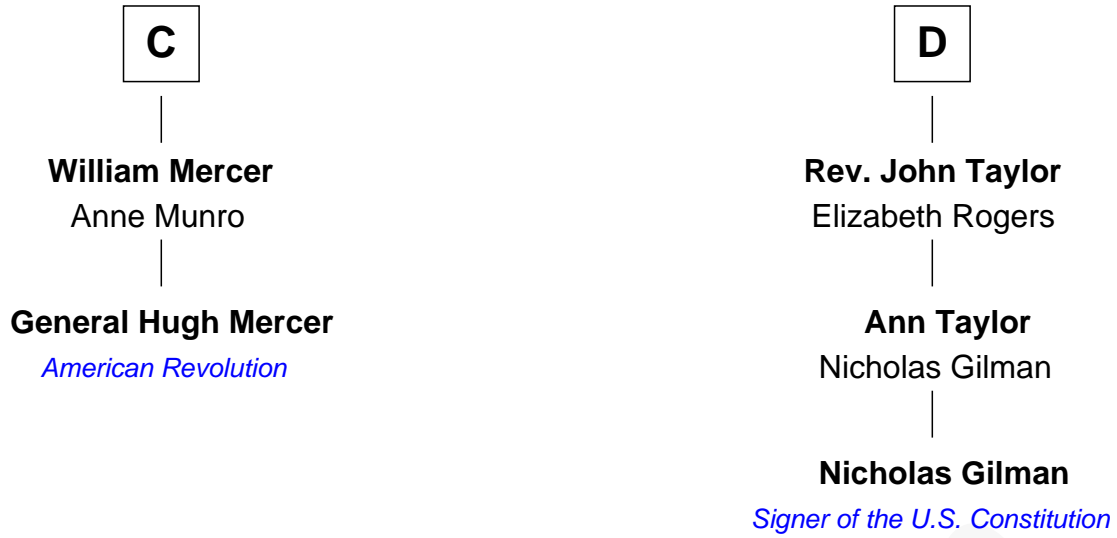 C
William Mercer
Anne Munro
General Hugh Mercer
American Revolution
D
Rev. John Taylor
Elizabeth Rogers
Ann Taylor
Nicholas Gilman
Nicholas Gilman
Signer of the U.S. Constitution